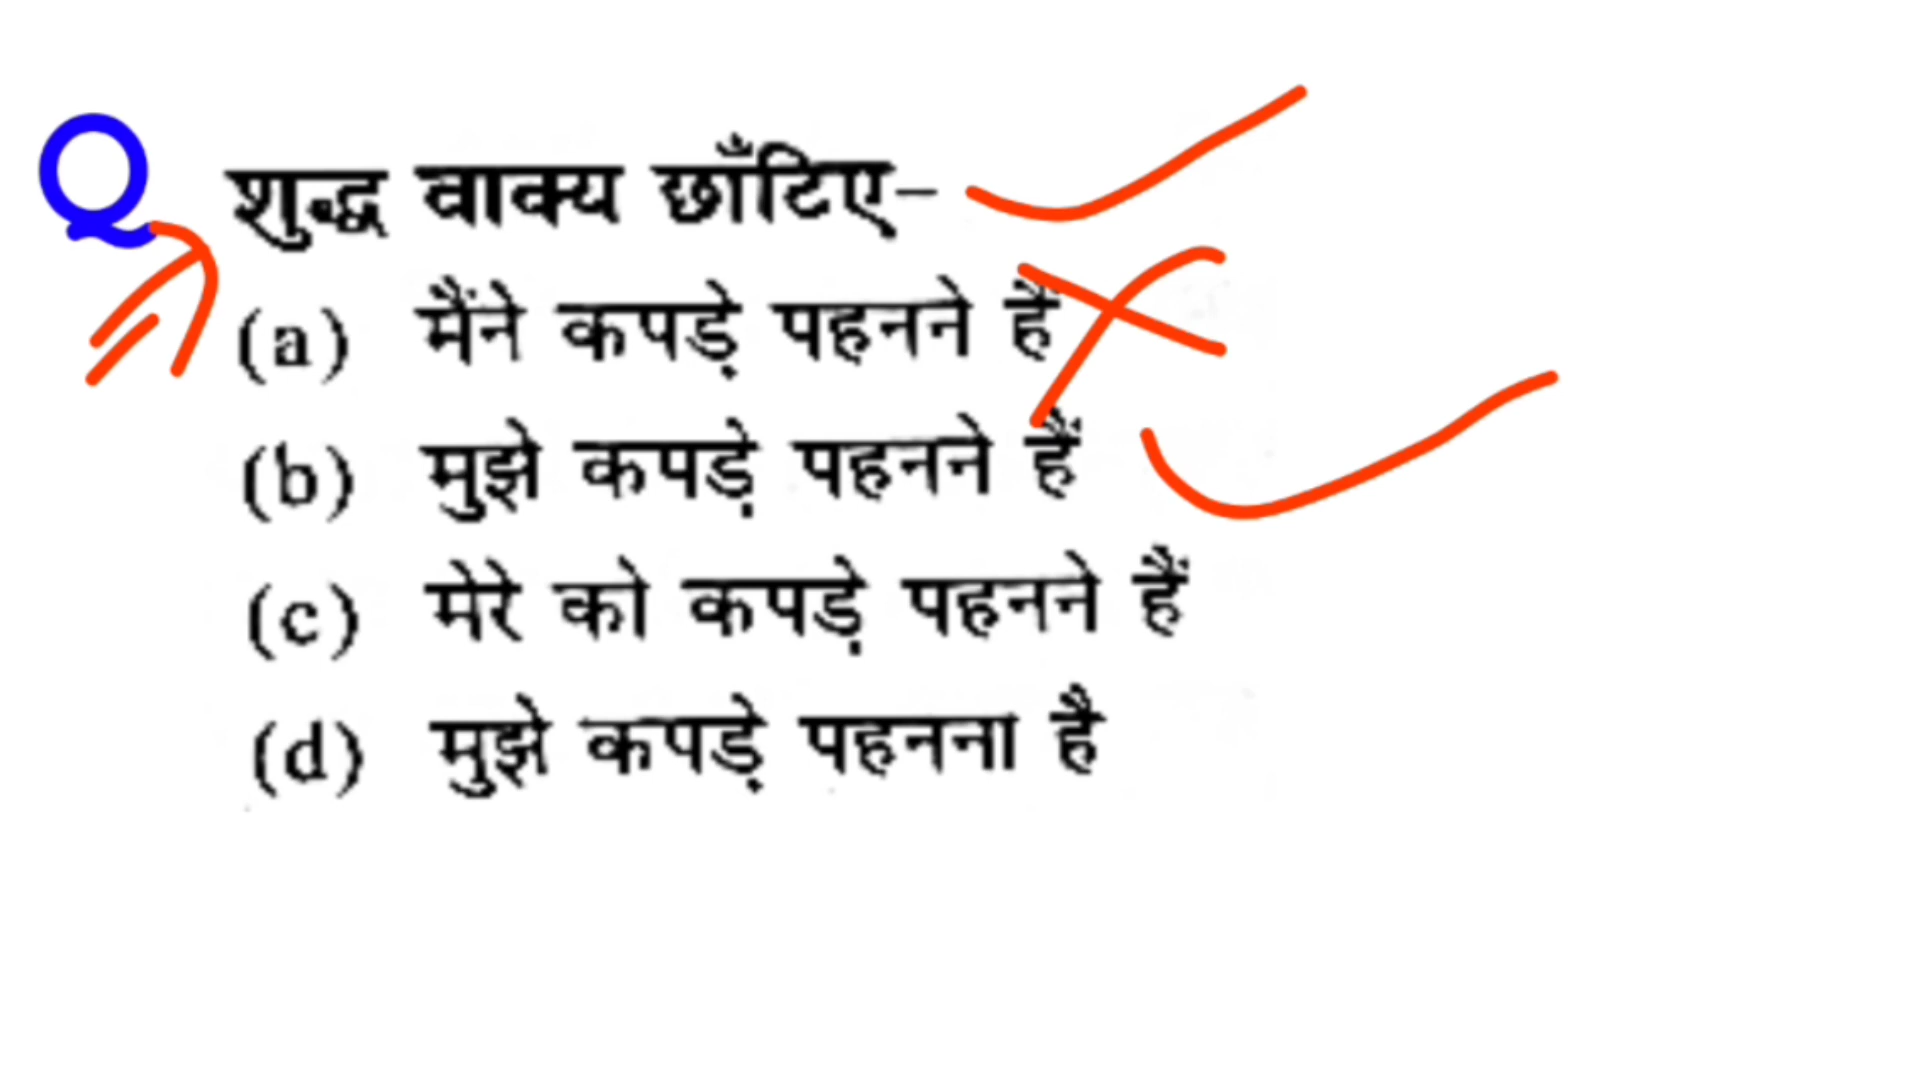 Q शुद्ध वाक्य छाँटिए–
(a) मैंने कपड़े पहनने हैं
(b) मुझे कपड़े पहनने हैं
(c) मेरे को कपड़े पहनने हैं
(d) मुझे कपड़े पहनना है